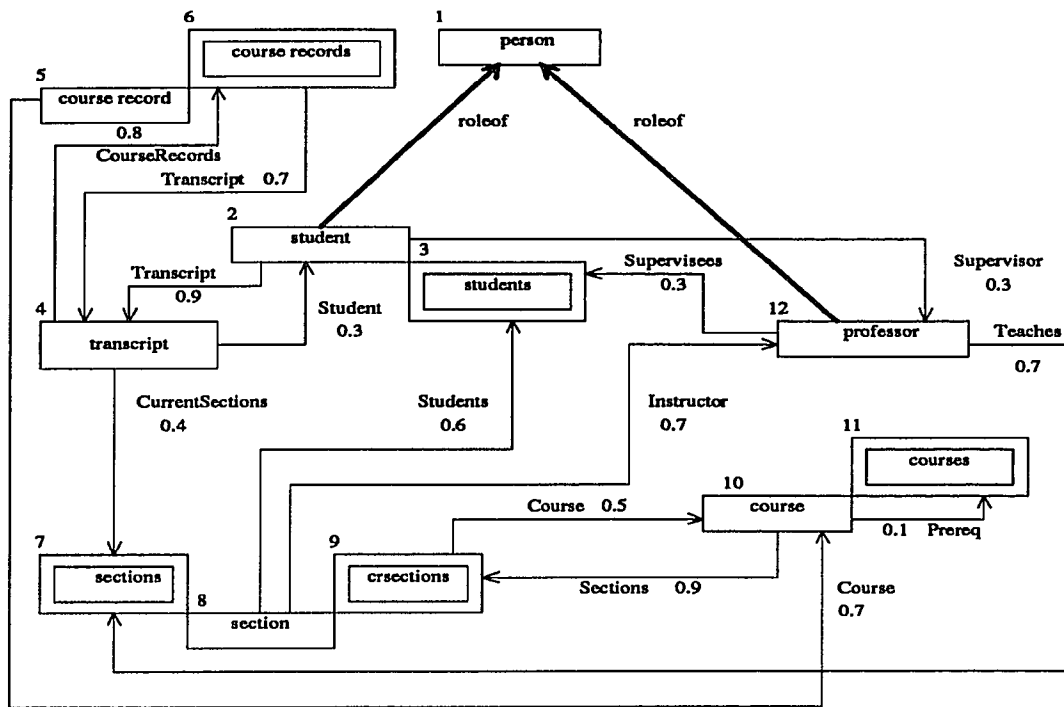 6
course records
1
person
5
course record
0.8
CourseRecords
Transcript 0.7
roleof
roleof
2
student
3
students
Transcript
0.9
Student
0.3
Supervisees
0.3
Supervisor
0.3
4
transcript
12
professor
Teaches
0.7
CurrentSections
0.4
Students
0.6
Instructor
0.7
11
courses
10
course
Course 0.5
0.1 Prereq
7
sections
8
section
9
crsections
Sections 0.9
Course
0.7